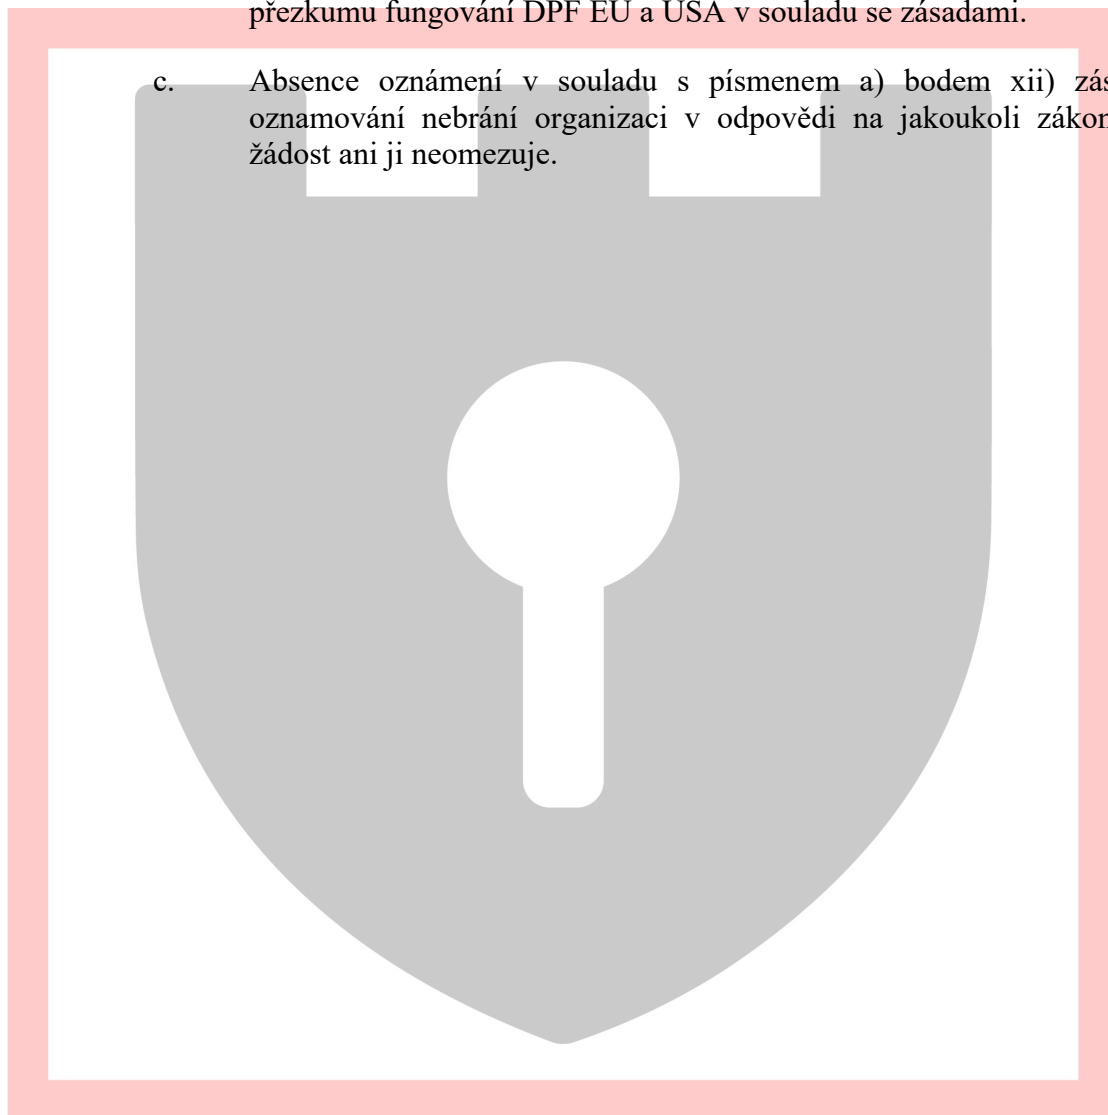 přezkumu fungování DPF EU a USA v souladu se zásadami.
c. Absence oznámení v souladu s písmenem a) bodem xii)
oznamování nebrání organizaci v odpovědi na jakoukoli
žádost ani ji neomezuje.